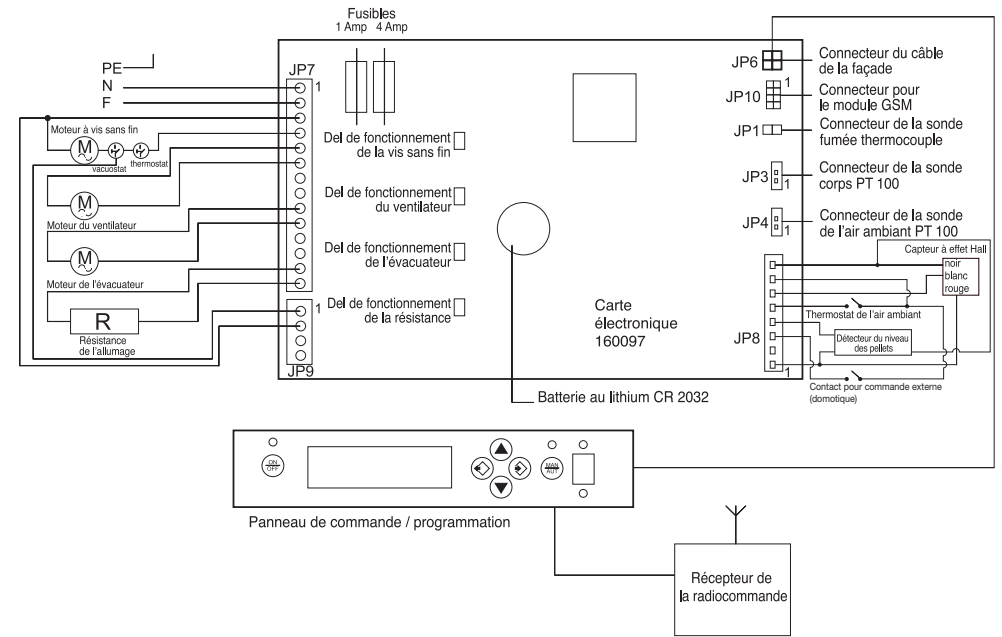 Fusibles
1 Amp 4 Amp
PE
N
F
JP7
1
Moteur à vis sans fin
M
vacuostat
thermostat
M
Moteur du ventilateur
M
Moteur de l'évacuateur
R
Résistance
de l'allumage
1
JP9
Del de fonctionnement
de la vis sans fin
Del de fonctionnement
du ventilateur
Del de fonctionnement
de l'évacuateur
Del de fonctionnement
de la résistance
Carte
électronique
160097
Batterie au lithium CR 2032
JP6
Connecteur du câble
de la façade
1
JP10
Connecteur pour
le module GSM
JP1
Connecteur de la sonde
fumée thermocouple
JP3
1
Connecteur de la sonde
corps PT 100
JP4
1
Connecteur de la sonde
de l'air ambiant PT 100
Capteur à effet Hall
noir
blanc
rouge
Thermostat de l'air ambiant
JP8
Détecteur du niveau
des pellets
1
Contact pour commande externe
(domotique)
ON
OFF
MAN
AUT
Panneau de commande / programmation
Récepteur de
la radiocommande